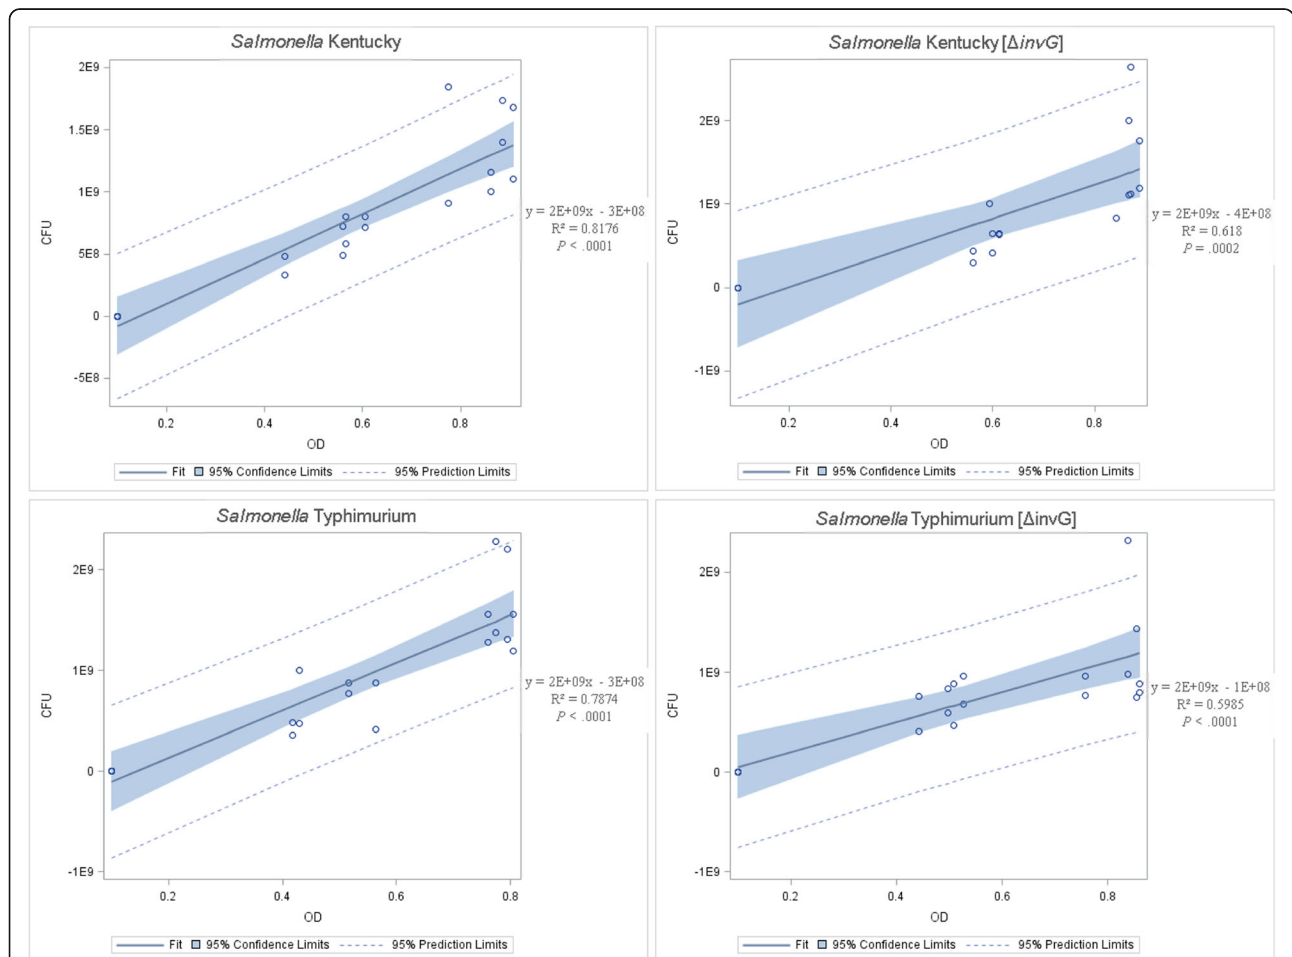 Salmonella Kentucky
2E9
1.5E9
1E9
5E8
0
-5E8
CFU
0.2 0.4 0.6 0.8
OD
y = 2E+09x - 3E+08
R² = 0.8176
P < .0001
Fit 95% Confidence Limits 95% Prediction Limits
Salmonella Kentucky [ΔinvG]
2E9
1E9
0
-1E9
CFU
0.2 0.4 0.6 0.8
OD
y = 2E+09x - 4E+08
R² = 0.618
P = .0002
Fit 95% Confidence Limits 95% Prediction Limits
Salmonella Typhimurium
2E9
1E9
0
-1E9
CFU
0.2 0.4 0.6 0.8
OD
y = 2E+09x - 3E+08
R² = 0.7874
P < .0001
Fit 95% Confidence Limits 95% Prediction Limits
Salmonella Typhimurium [ΔinvG]
2E9
1E9
0
-1E9
CFU
0.2 0.4 0.6 0.8
OD
y = 2E+09x - 1E+08
R² = 0.5985
P < .0001
Fit 95% Confidence Limits 95% Prediction Limits